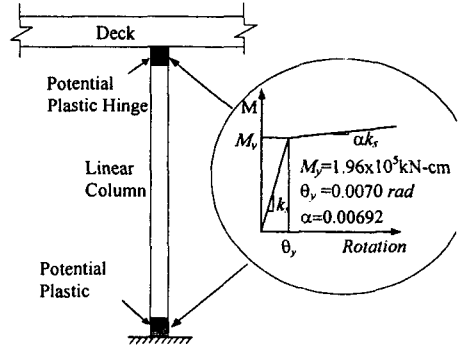 Deck
Potential
Plastic Hinge
Linear
Column
Potential
Plastic
M
M_y
αk_s
k_s
M_y=1.96x10^5kN-cm
θ_y =0.0070 rad
α=0.00692
θ_y
Rotation